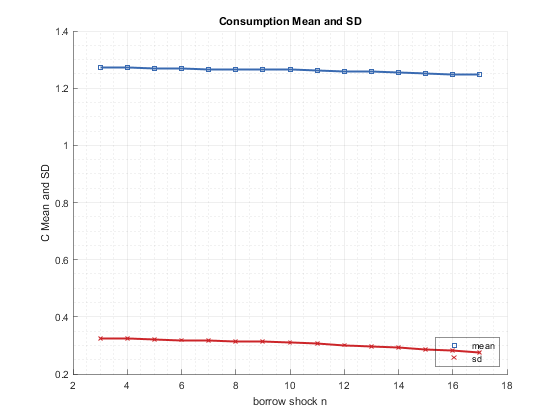 Consumption Mean and SD
C Mean and SD
1.4
1.2
1
0.8
0.6
0.4
0.2
2 4 6 8 10 12 14 16 18
borrow shock n
mean
sd